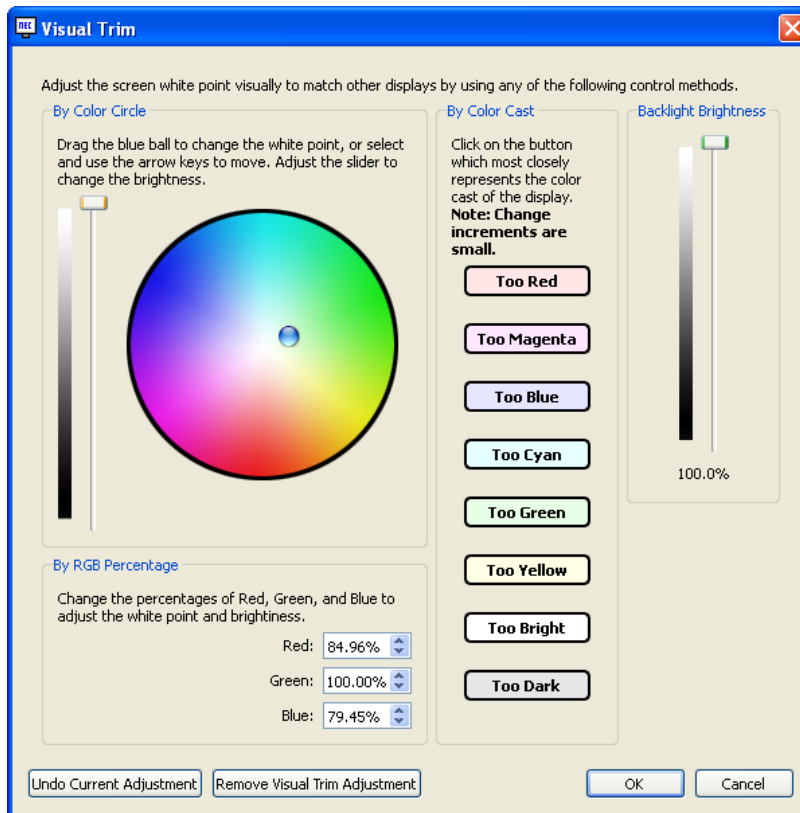 NEC Visual Trim
Adjust the screen white point visually to match other displays by using any of the following control methods.
By Color Circle
Drag the blue ball to change the white point, or select
and use the arrow keys to move. Adjust the slider to
change the brightness.
By RGB Percentage
Change the percentages of Red, Green, and Blue to
adjust the white point and brightiness.
Red: 84.96%
Green: 100.00%
Blue: 79.45%
By Color Cast
Click on the button
which most closely
represents the color
cast of the display.
Note: Change
increments are
small.
Too Red
Too Magenta
Too Blue
Too Cyan
Too Green
Too Yellow
Too Bright
Too Dark
Backlight Brightness
100.0%
Undo Current Adjustment Remove Visual Trim Adjustment OK Cancel